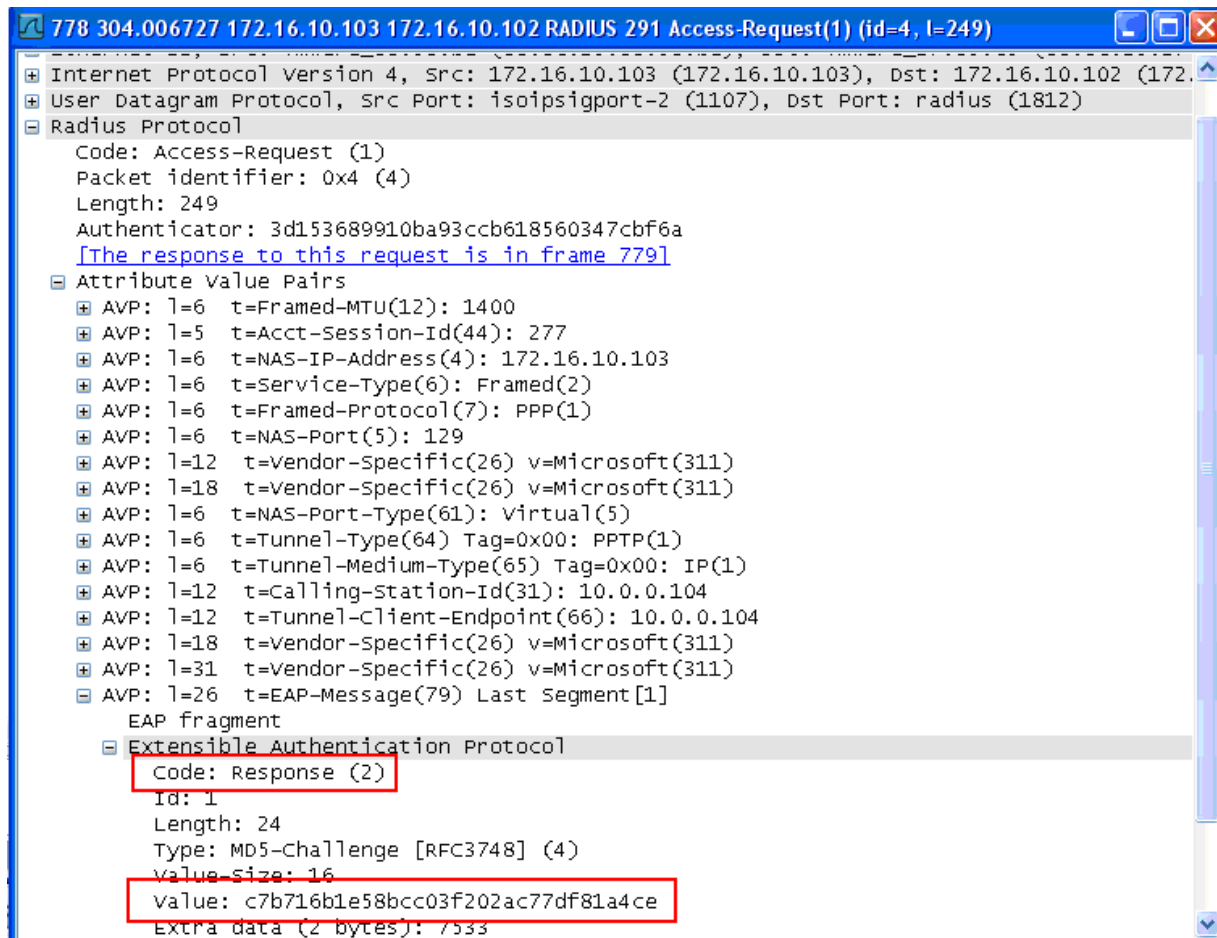 778 304.006727 172.16.10.103 172.16.10.102 RADIUS 291 Access-Request(1) (id=4, l=249)
Internet Protocol Version 4, Src: 172.16.10.103 (172.16.10.103), Dst: 172.16.10.102 (172.
User Datagram Protocol, Src Port: isoipsigport-2 (1107), Dst Port: radius (1812)
Radius Protocol
Code: Access-Request (1)
Packet identifier: 0x4 (4)
Length: 249
Authenticator: 3d153689910ba93ccb618560347cbf6a
[The response to this request is in frame 779]
Attribute Value Pairs
AVP: l=6 t=Framed-MTU(12): 1400
AVP: l=5 t=Acct-Session-Id(44): 277
AVP: l=6 t=NAS-IP-Address(4): 172.16.10.103
AVP: l=6 t=Service-Type(6): Framed(2)
AVP: l=6 t=Framed-Protocol(7): PPP(1)
AVP: l=6 t=NAS-Port(5): 129
AVP: l=12 t=Vendor-Specific(26) v=Microsoft(311)
AVP: l=18 t=Vendor-Specific(26) v=Microsoft(311)
AVP: l=6 t=NAS-Port-Type(61): Virtual(5)
AVP: l=6 t=Tunnel-Type(64) Tag=0x00: PPTP(1)
AVP: l=6 t=Tunnel-Medium-Type(65) Tag=0x00: IP(1)
AVP: l=12 t=Calling-Station-Id(31): 10.0.0.104
AVP: l=12 t=Tunnel-Client-Endpoint(66): 10.0.0.104
AVP: l=18 t=Vendor-Specific(26) v=Microsoft(311)
AVP: l=31 t=Vendor-Specific(26) v=Microsoft(311)
AVP: l=26 t=EAP-Message(79) Last Segment[1]
EAP fragment
Extensible Authentication Protocol
Code: Response (2)
Id: 1
Length: 24
Type: MD5-Challenge [RFC3748] (4)
Value-Size: 16
Value: c7b716b1e58bcc03f202ac77df81a4ce
Extra data (2 bytes): 7533